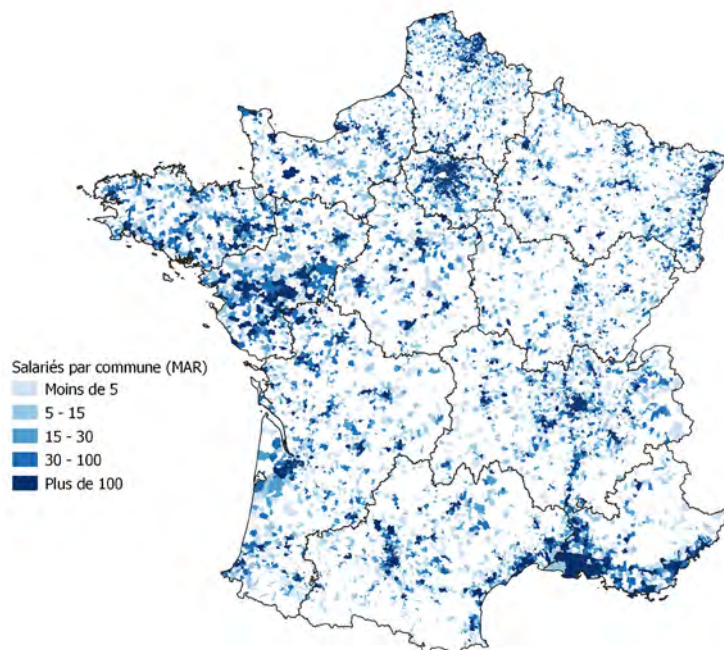 Salariés par commune (MAR)
Moins de 5
5 - 15
15 - 30
30 - 100
Plus de 100